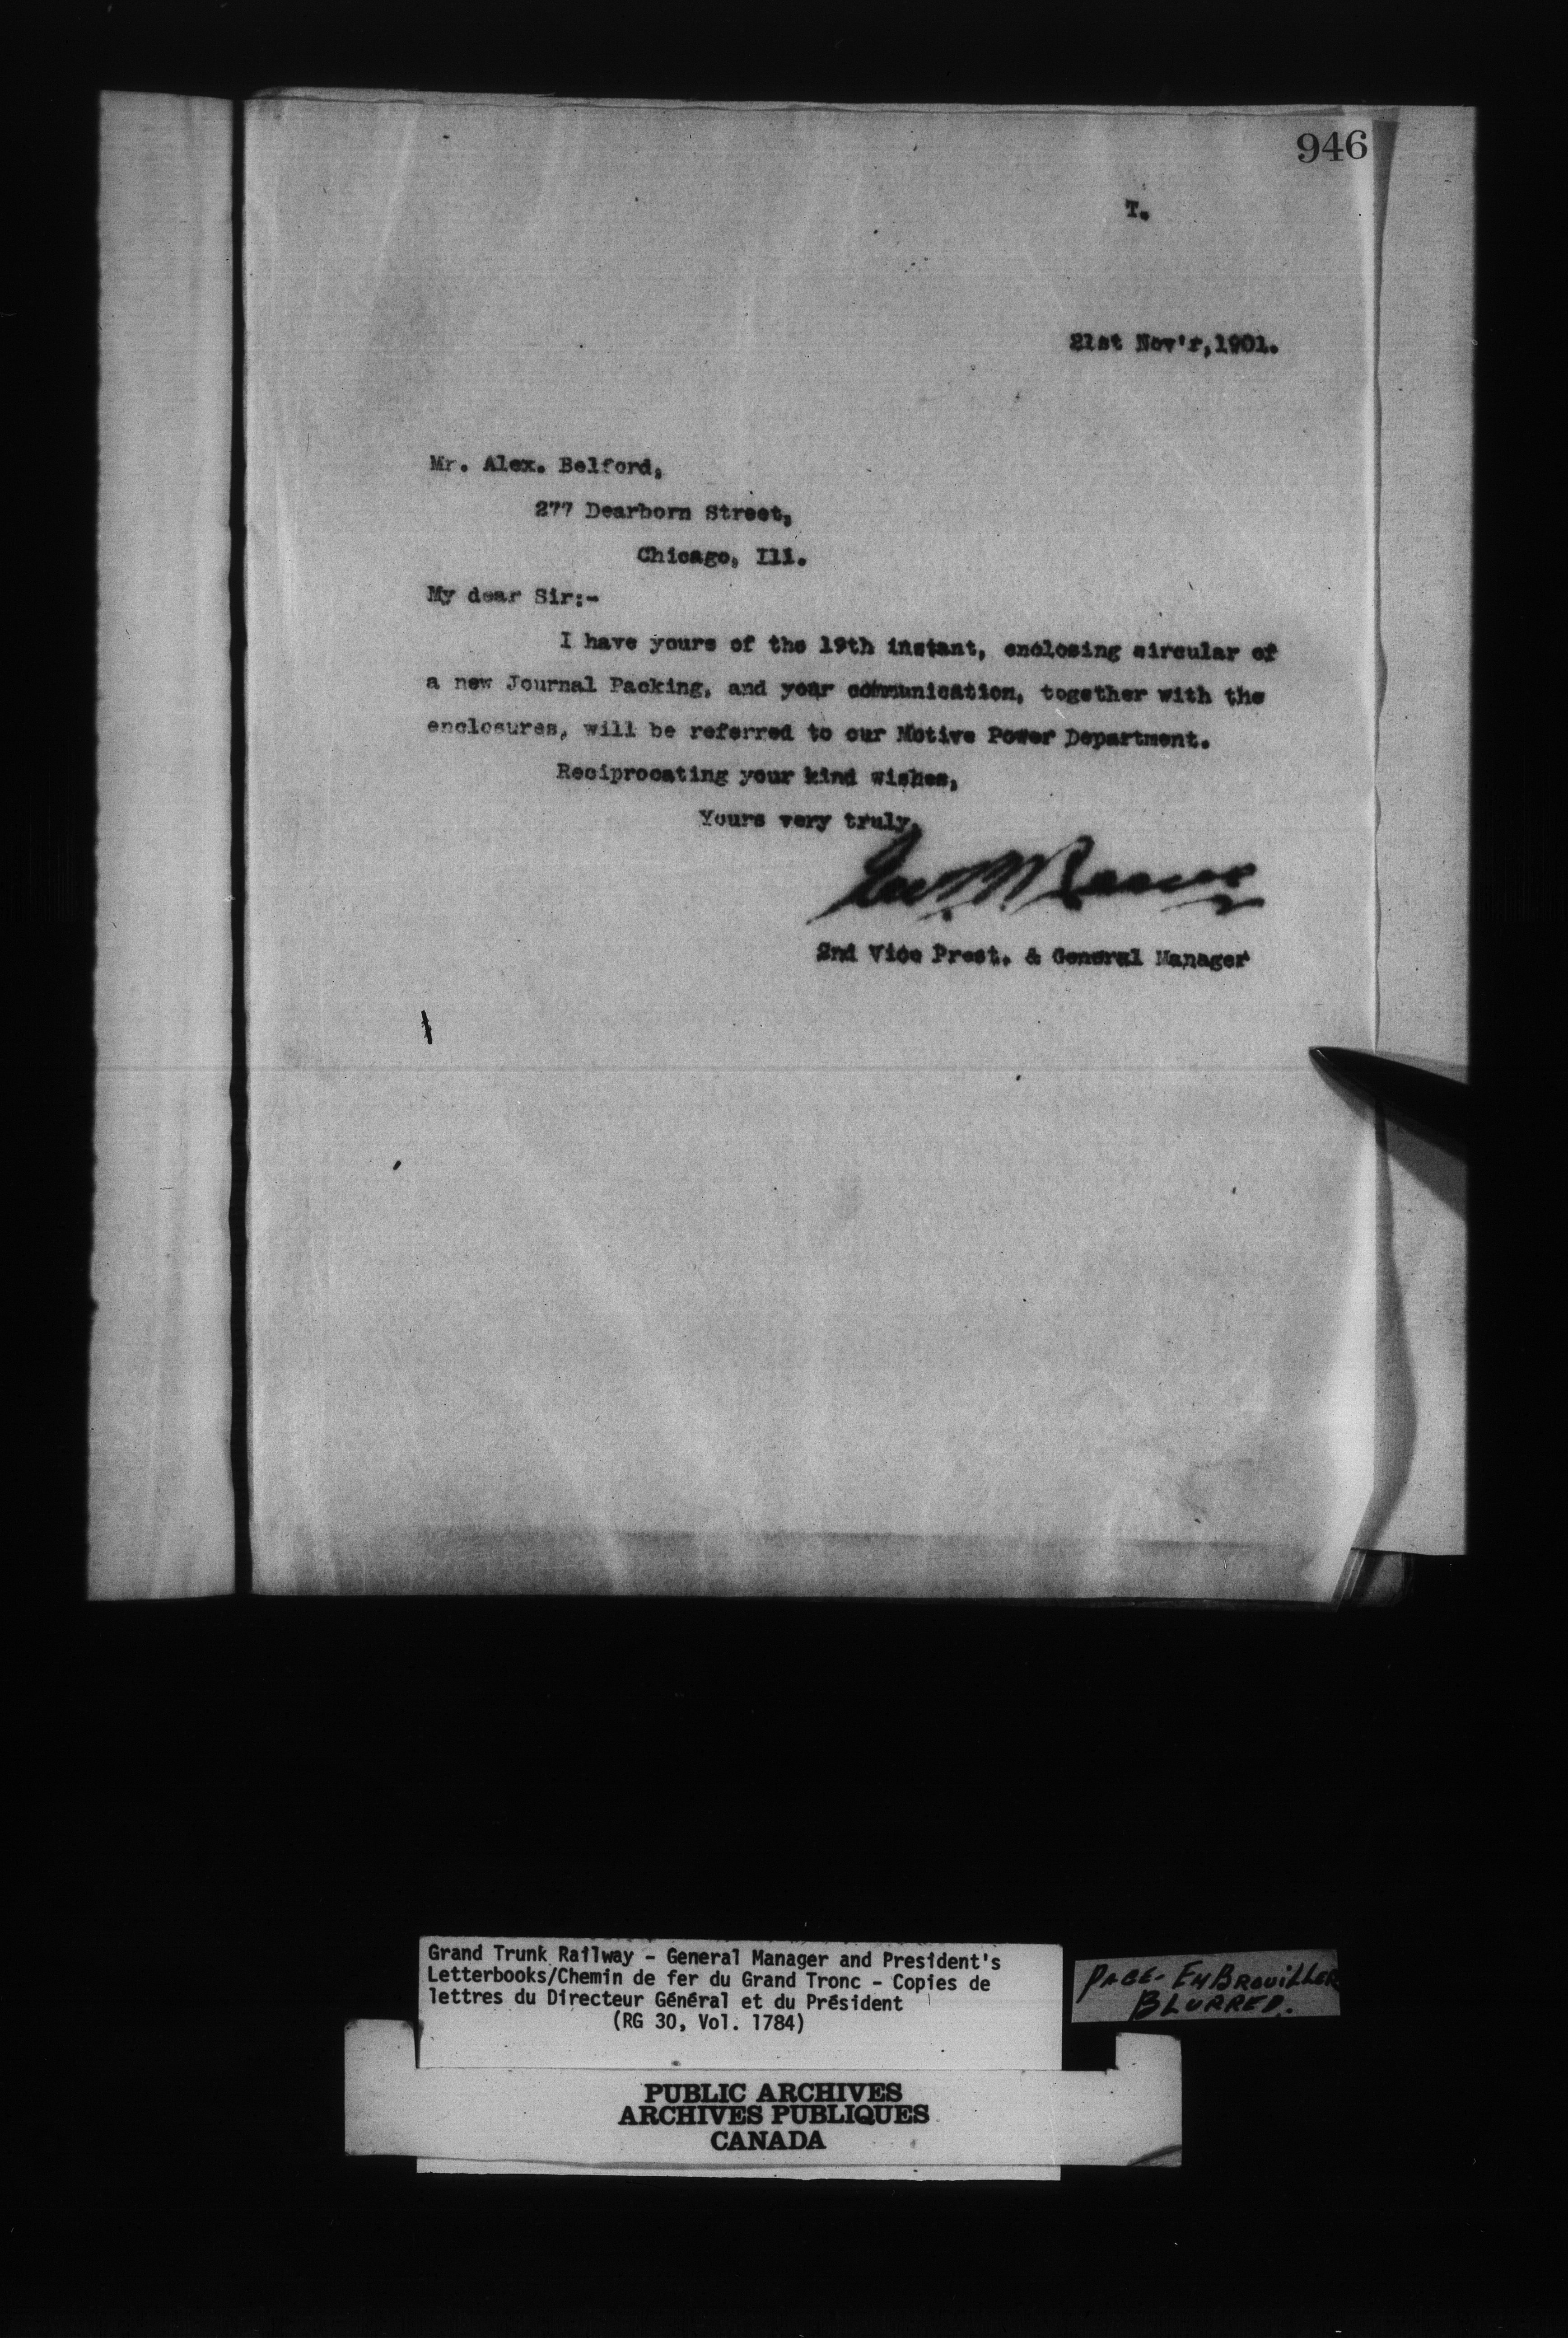 946
T.
21st Nov'r, 1901.
Mr. Alex. Belford,
277 Dearborn Street,
Chicago, Ill.
My dear Sir:-
I have yours of the 19th instant, enclosing circular of
a new Journal Packing, and your communication, together with the
enclosures, will be referred to our Motive Power Department.
Reciprocating your kind wishes,
Yours very truly,
Geo. B. Reeve
2nd Vice Prest. & General Manager
Grand Trunk Railway - General Manager and President's
Letterbooks/Chemin de fer du Grand Tronc - Copies de
lettres du Directeur Général et du Président
(RG 30, Vol. 1784)
PAGE - EMBROUILLER
BLURRED.
PUBLIC ARCHIVES
ARCHIVES PUBLIQUES
CANADA